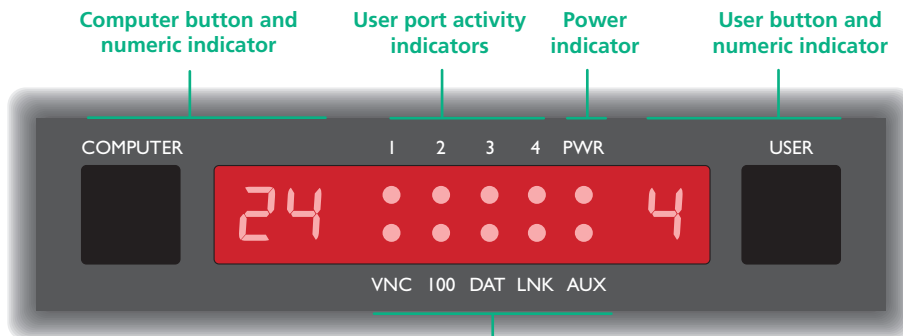 Computer button and
numeric indicator
User port activity
indicators
Power
indicator
User button and
numeric indicator
COMPUTER
1 2 3 4 PWR
USER
24
4
VNC 100 DAT LNK AUX